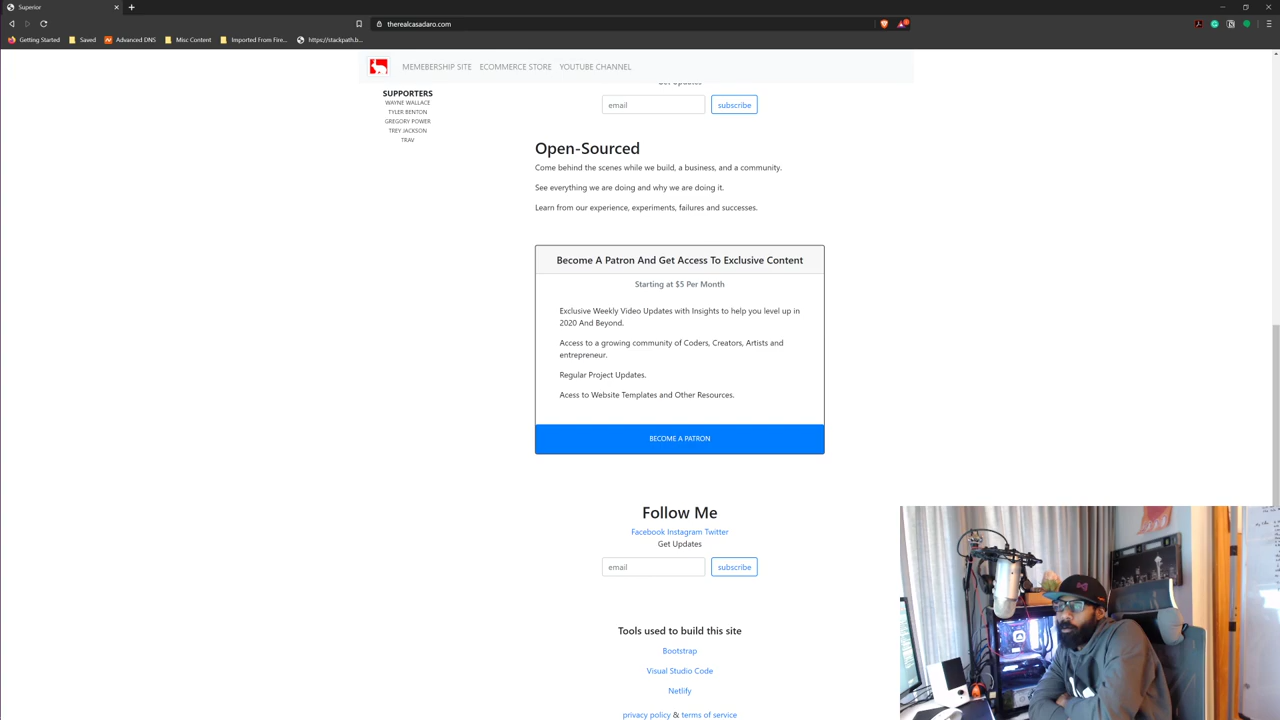 Superior
therealcasadaro.com
Getting Started
Saved
Advanced DNS
Misc Content
Imported From Fire...
https://stackpath.b...
MEMEBERSHIP SITE
ECOMMERCE STORE
YOUTUBE CHANNEL
SUPPORTERS
WAYNE WALLACE
TYLER BENTON
GREGORY POWER
TREY JACKSON
TRAV
Get Updates
email
subscribe
Open-Sourced
Come behind the scenes while we build, a business, and a community.
See everything we are doing and why we are doing it.
Learn from our experience, experiments, failures and successes.
Become A Patron And Get Access To Exclusive Content
Starting at $5 Per Month
Exclusive Weekly Video Updates with Insights to help you level up in
2020 And Beyond.
Access to a growing community of Coders, Creators, Artists and
entrepreneur.
Regular Project Updates.
Acess to Website Templates and Other Resources.
BECOME A PATRON
Follow Me
Facebook Instagram Twitter
Get Updates
email
subscribe
Tools used to build this site
Bootstrap
Visual Studio Code
Netlify
privacy policy & terms of service